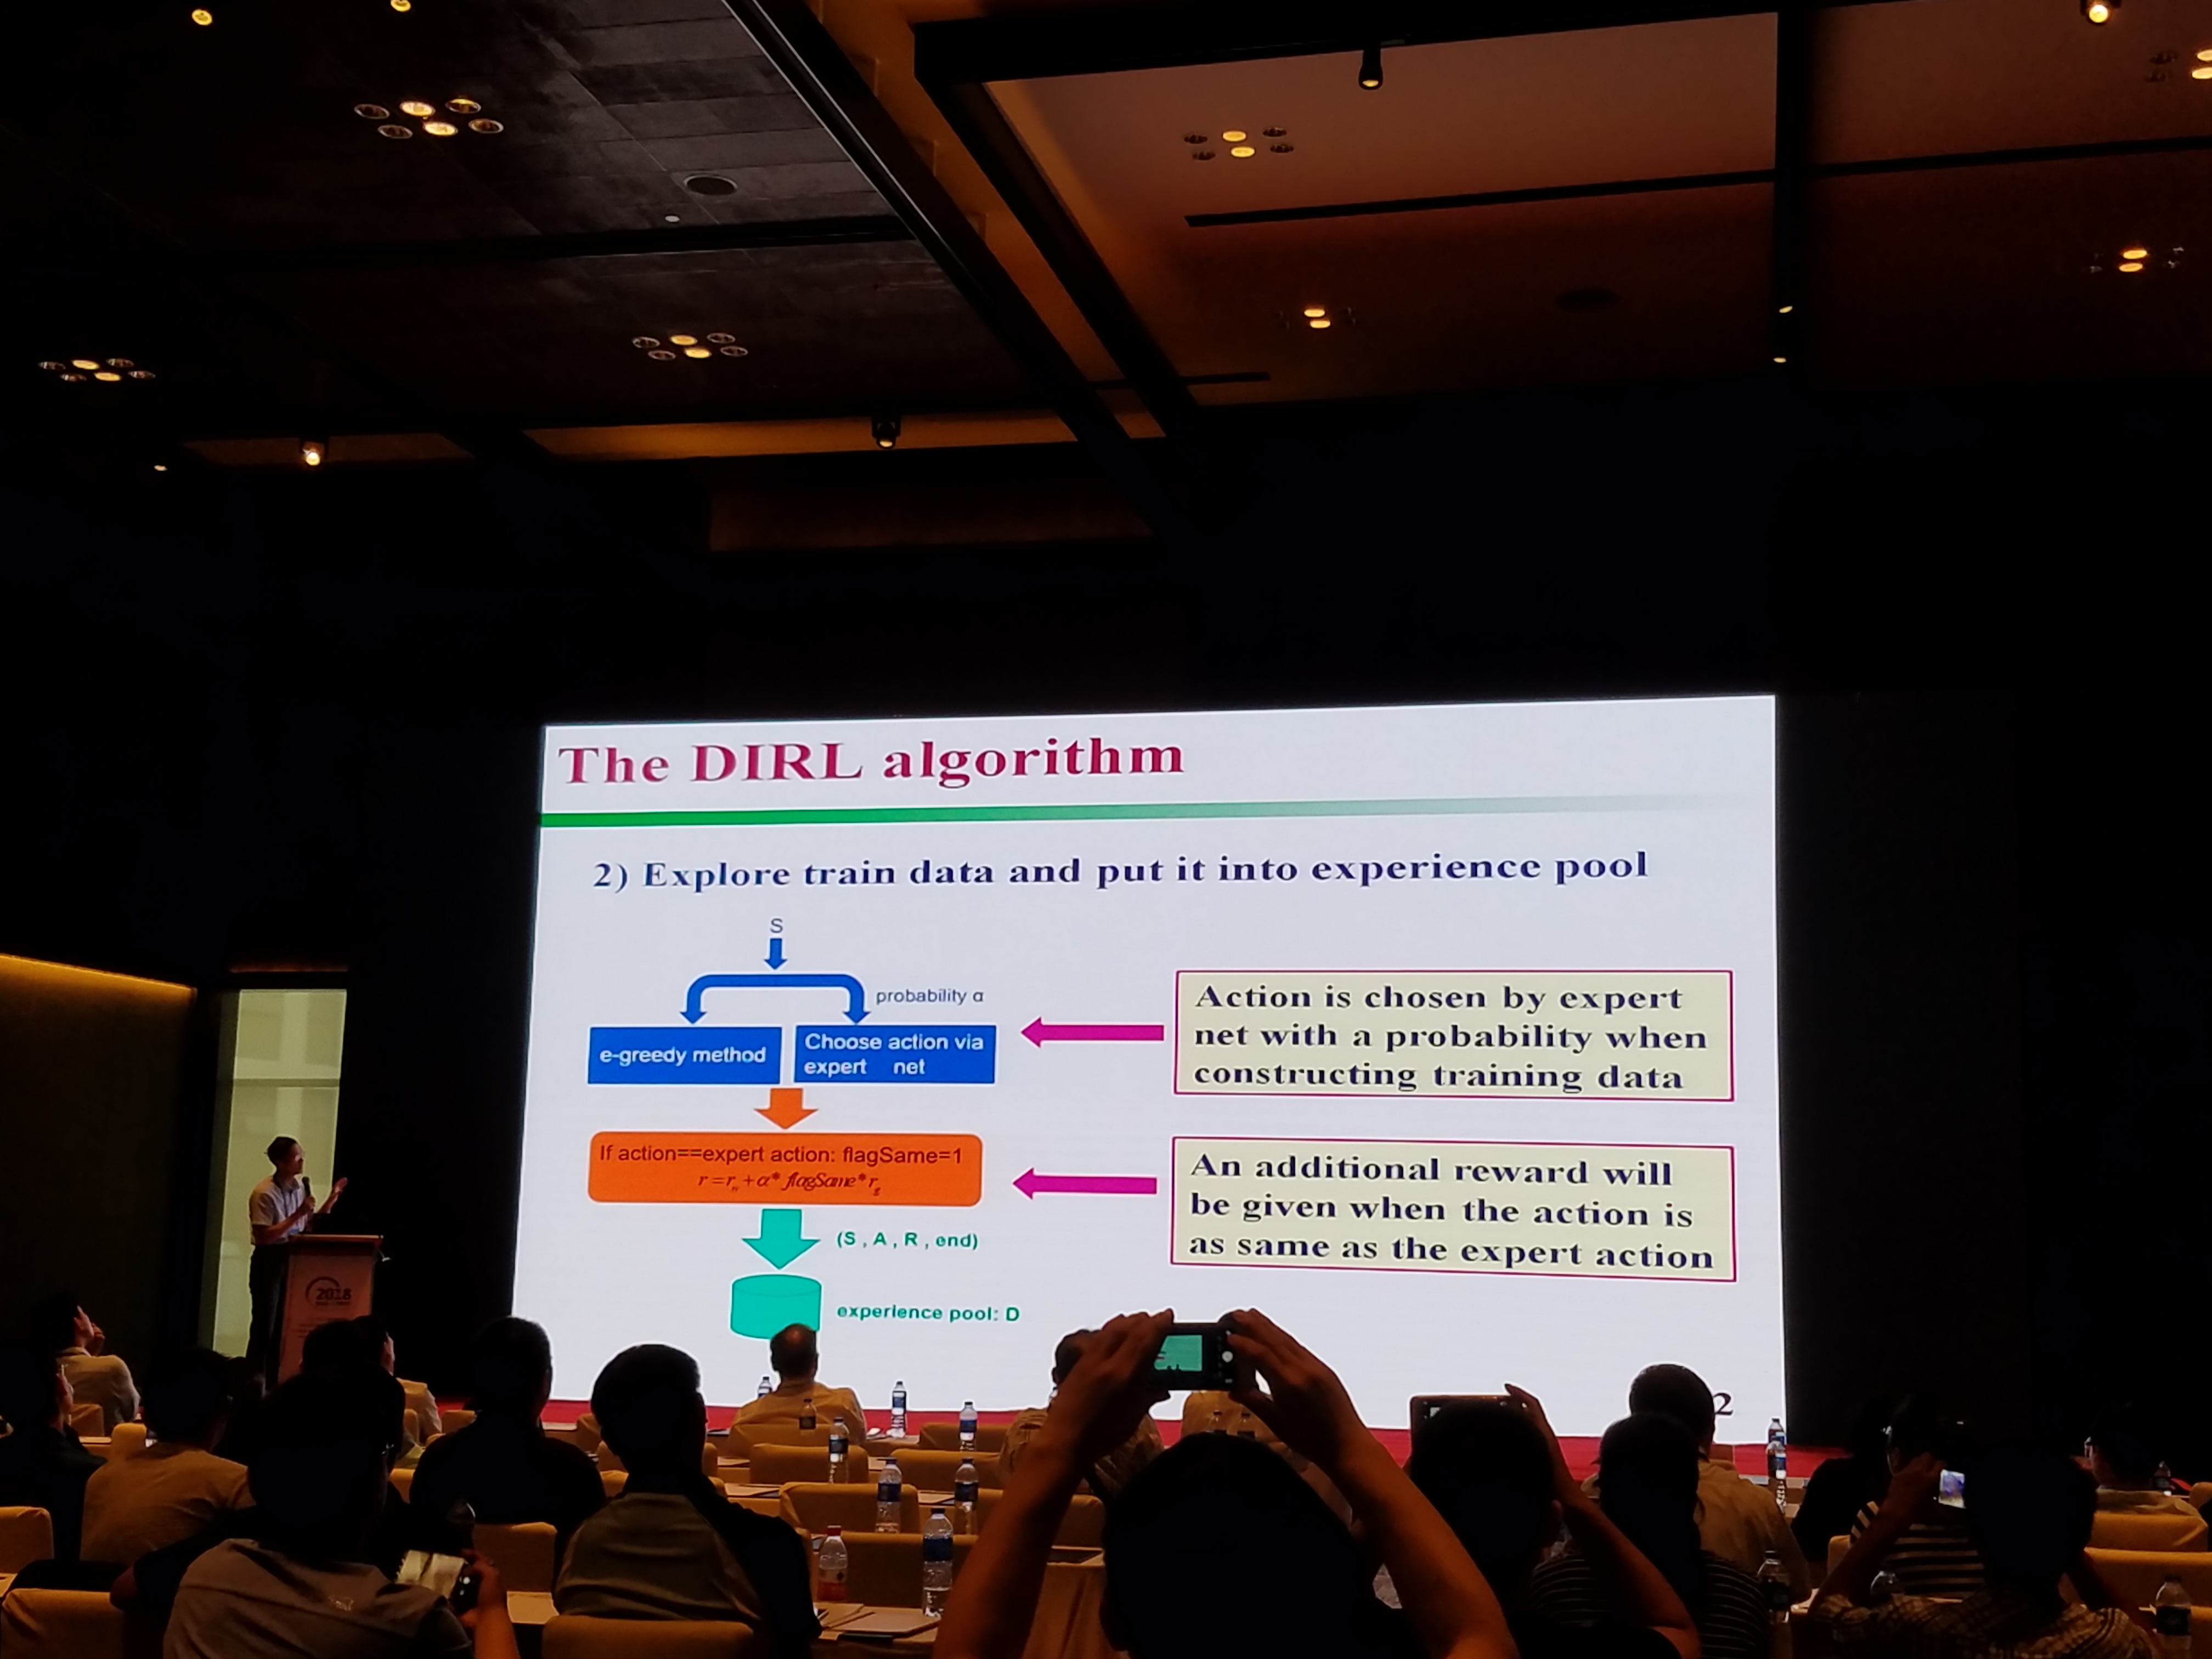 The DIRL algorithm
2) Explore train data and put it into experience pool
S
probability α
e-greedy method
Choose action via
expert net
Action is chosen by expert
net with a probability when
constructing training data
If action==expert action: flagSame=1
r=rn+α* flagSame*rg
An additional reward will
be given when the action is
as same as the expert action
(S , A , R , end)
experience pool: D
2018
2